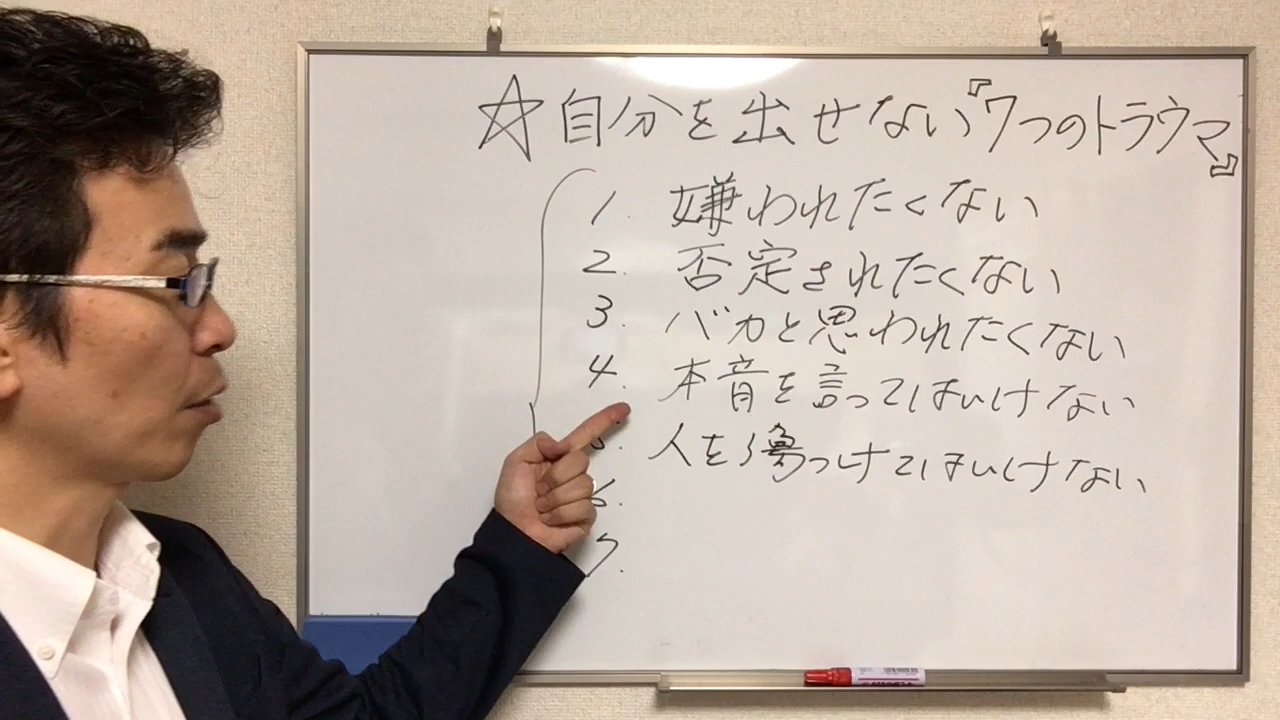 ☆自分を出せない『7つのトラウマ』
1. 嫌われたくない
2. 否定されたくない
3. バカと思われたくない
4. 本音を言ってはいけない
5. 人を傷つけてはいけない
6.
7.